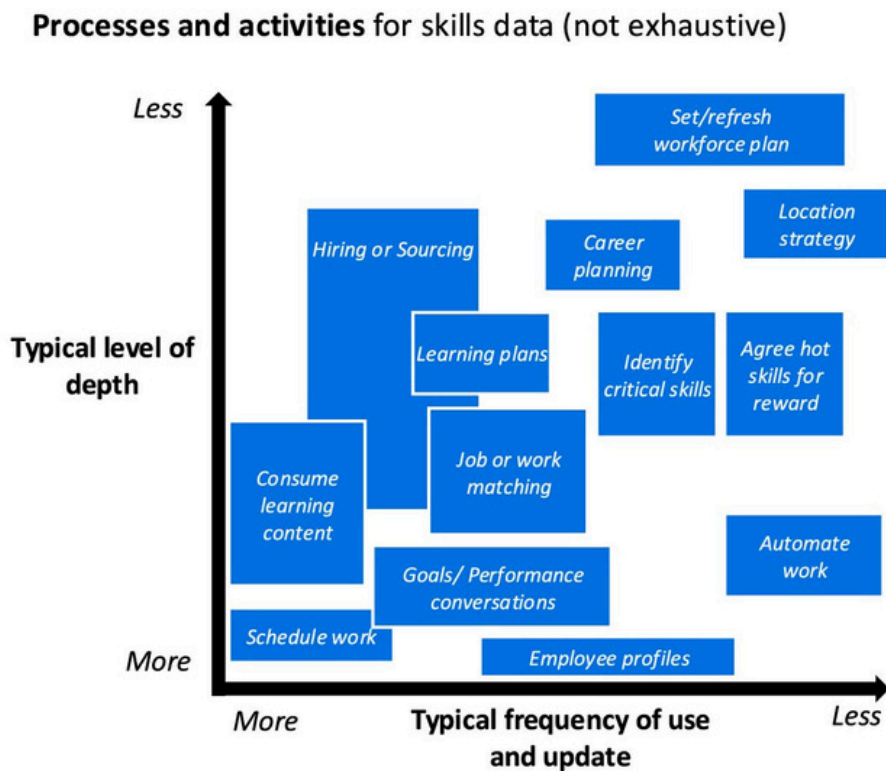 Processes and activities for skills data (not exhaustive)
Less
Set/refresh
workforce plan
Location
strategy
Hiring or Sourcing
Career
planning
Typical level of
depth
Learning plans
Identify
critical skills
Agree hot
skills for
reward
Consume
learning
content
Job or work
matching
Automate
work
Goals/ Performance
conversations
Schedule work
Employee profiles
More
More
Typical frequency of use
and update
Less